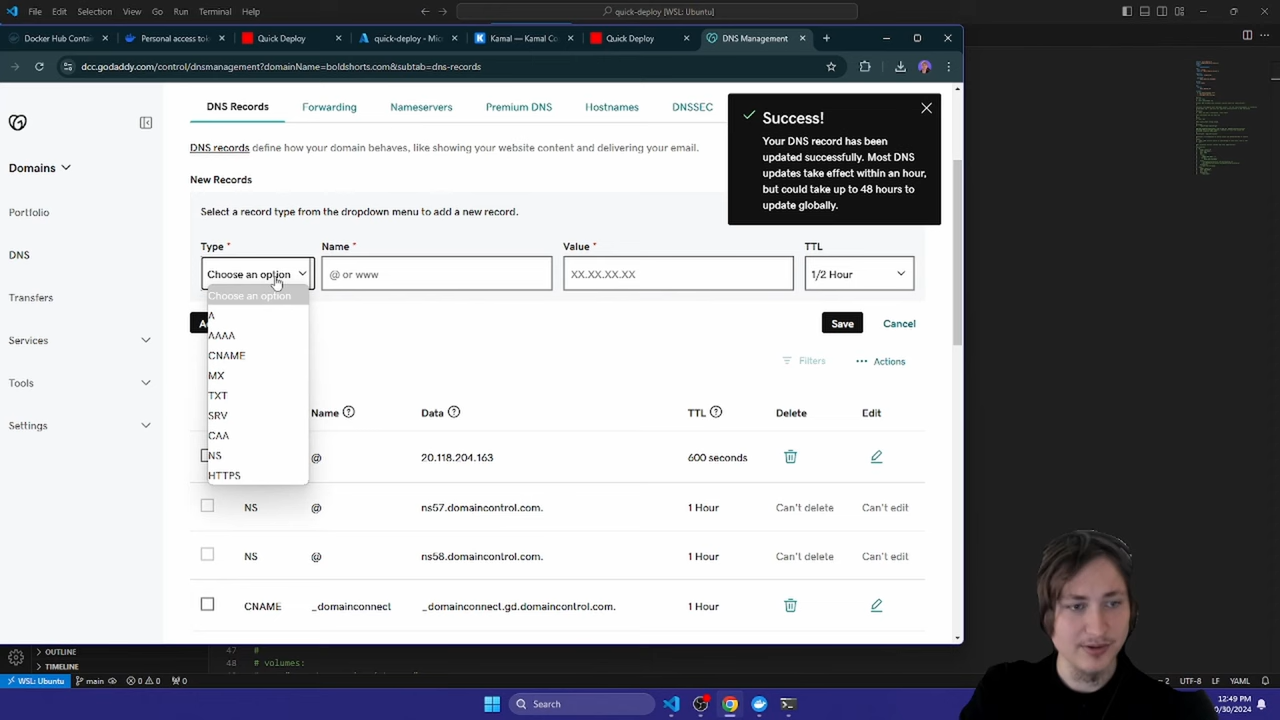 File Edit Selection View Go Run Terminal Help
quick-deploy [WSL: Ubuntu]
Docker Hub Conta
Personal access tok
Quick Deploy
quick-deploy - Mic
Kamal — Kamal Co
Quick Deploy
DNS Management
dcc.godaddy.com/control/dnsmanagement?domainName=boldshorts.com&subtab=dns-records
DNS Records Forwarding Nameservers Premium DNS Hostnames DNSSEC
Success!
Your DNS record has been
updated successfully. Most DNS
updates take effect within an hour,
but could take up to 48 hours to
update globally.
Domains
Portfolio
DNS
Transfers
Services
Tools
Settings
DNS records define how your domain behaves, like showing your website content and delivering your email.
New Records
Select a record type from the dropdown menu to add a new record.
Type * Name * Value * TTL
Choose an option @ or www XX.XX.XX.XX 1/2 Hour
Choose an option
A
AAAA
CNAME
MX
TXT
SRV
CAA
NS
HTTPS
Save Cancel
Filters Actions
Name Data TTL Delete Edit
@ 20.118.204.163 600 seconds
NS @ ns57.domaincontrol.com. 1 Hour Can't delete Can't edit
NS @ ns58.domaincontrol.com. 1 Hour Can't delete Can't edit
CNAME _domainconnect _domainconnect.gd.domaincontrol.com. 1 Hour
OUTLINE
TIMELINE
47 #
48 # volumes:
WSL: Ubuntu main 0 0 0
2 UTF-8 LF YAML
Search
12:49 PM
0/30/2024